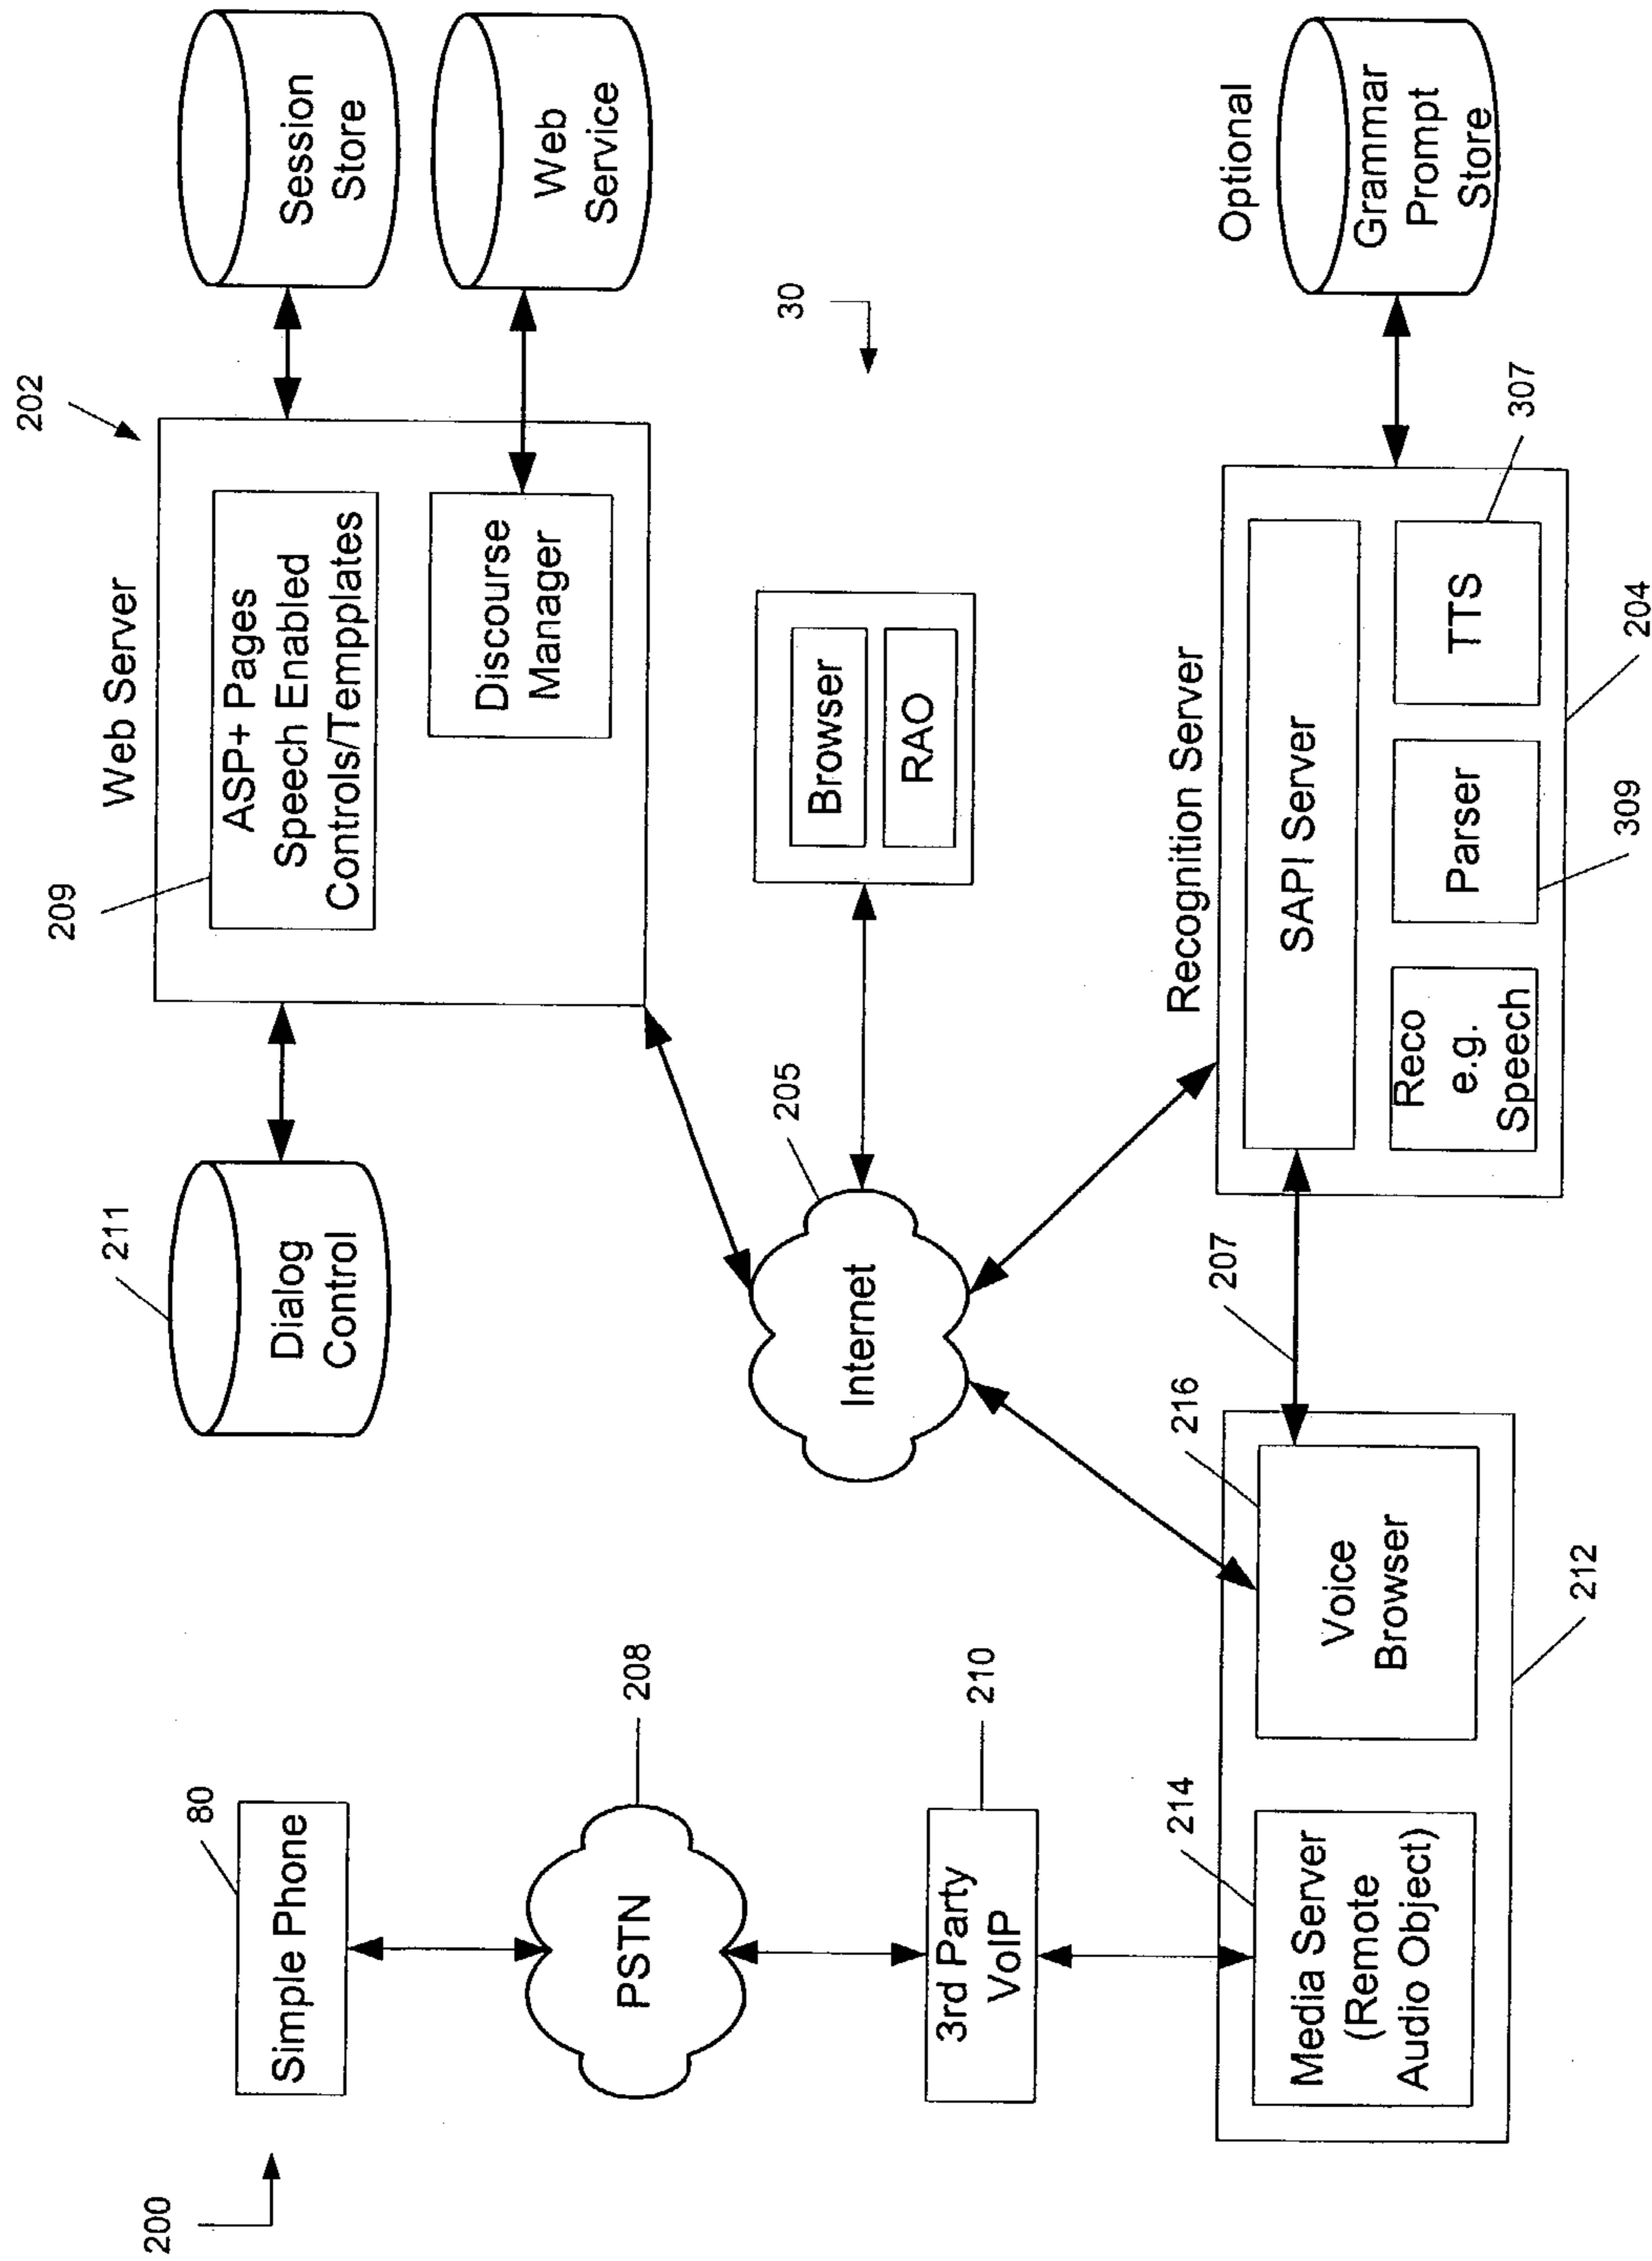 200
Simple Phone
80
PSTN
208
3rd Party
VoIP
210
Media Server
(Remote
Audio Object)
214
Voice
Browser
216
212
207
Dialog
Control
211
Internet
205
Web Server
202
ASP+ Pages
Speech Enabled
Controls/Tempplates
209
Discourse
Manager
Session
Store
Web
Service
Browser
RAO
30
Recognition Server
SAPI Server
Reco
e.g.
Speech
Parser
309
TTS
307
204
Optional
Grammar
Prompt
Store